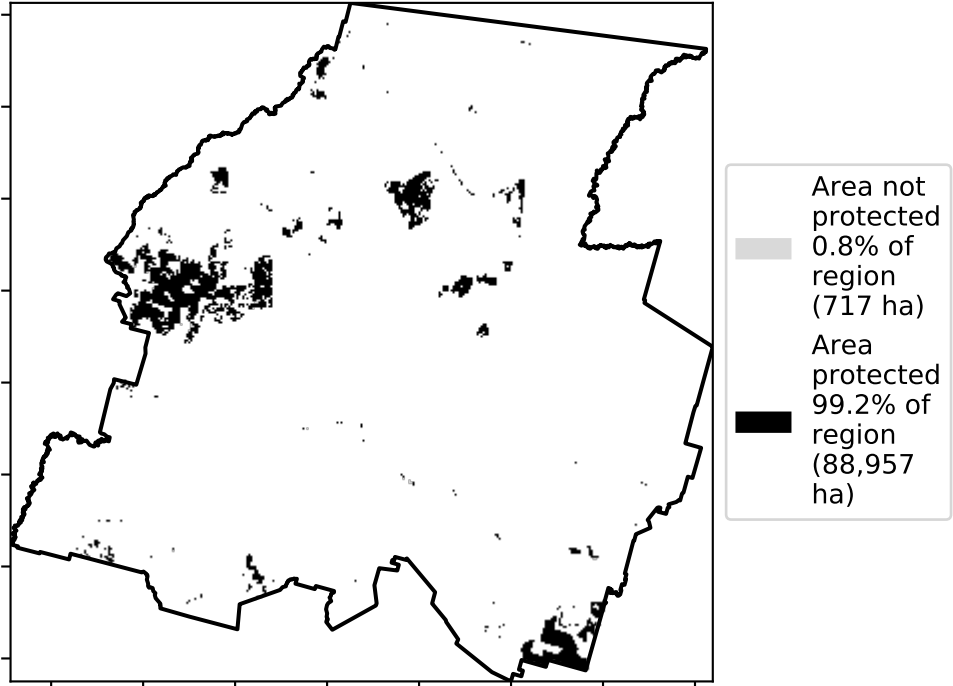 Area not
protected
0.8% of
region
(717 ha)
Area
protected
99.2% of
region
(88,957
ha)